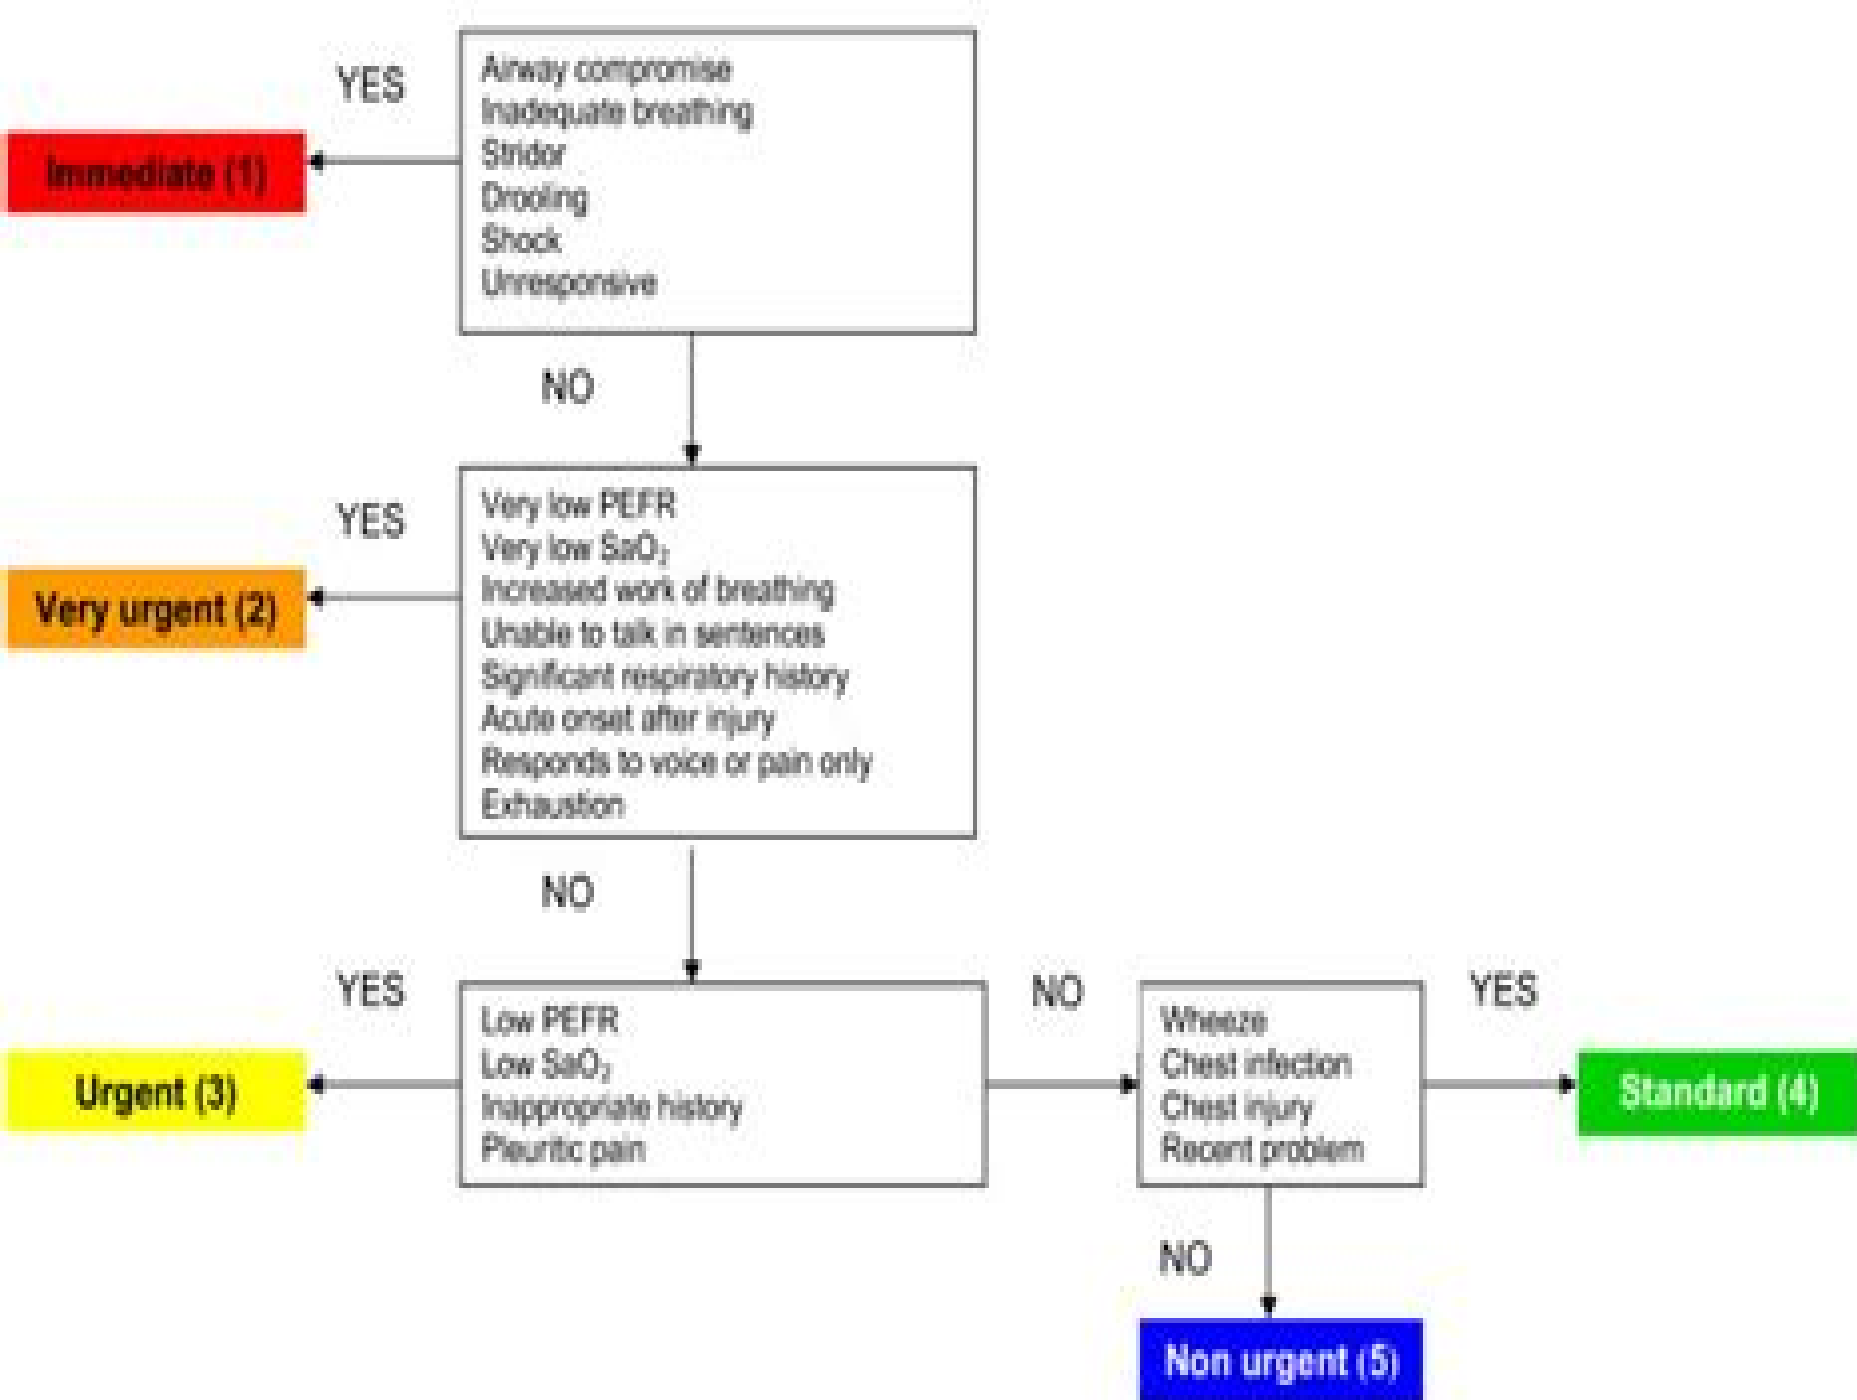 YES
Airway compromise
Inadequate breathing
Stridor
Drooling
Shock
Unresponsive
Immediate (1)
NO
YES
Very low PEFR
Very low SaO₂
Increased work of breathing
Unable to talk in sentences
Significant respiratory history
Acute onset after injury
Responds to voice or pain only
Exhaustion
Very urgent (2)
NO
YES
Low PEFR
Low SaO₂
Inappropriate history
Pleuritic pain
Urgent (3)
NO
Wheeze
Chest infection
Chest injury
Recent problem
YES
Standard (4)
NO
Non urgent (5)